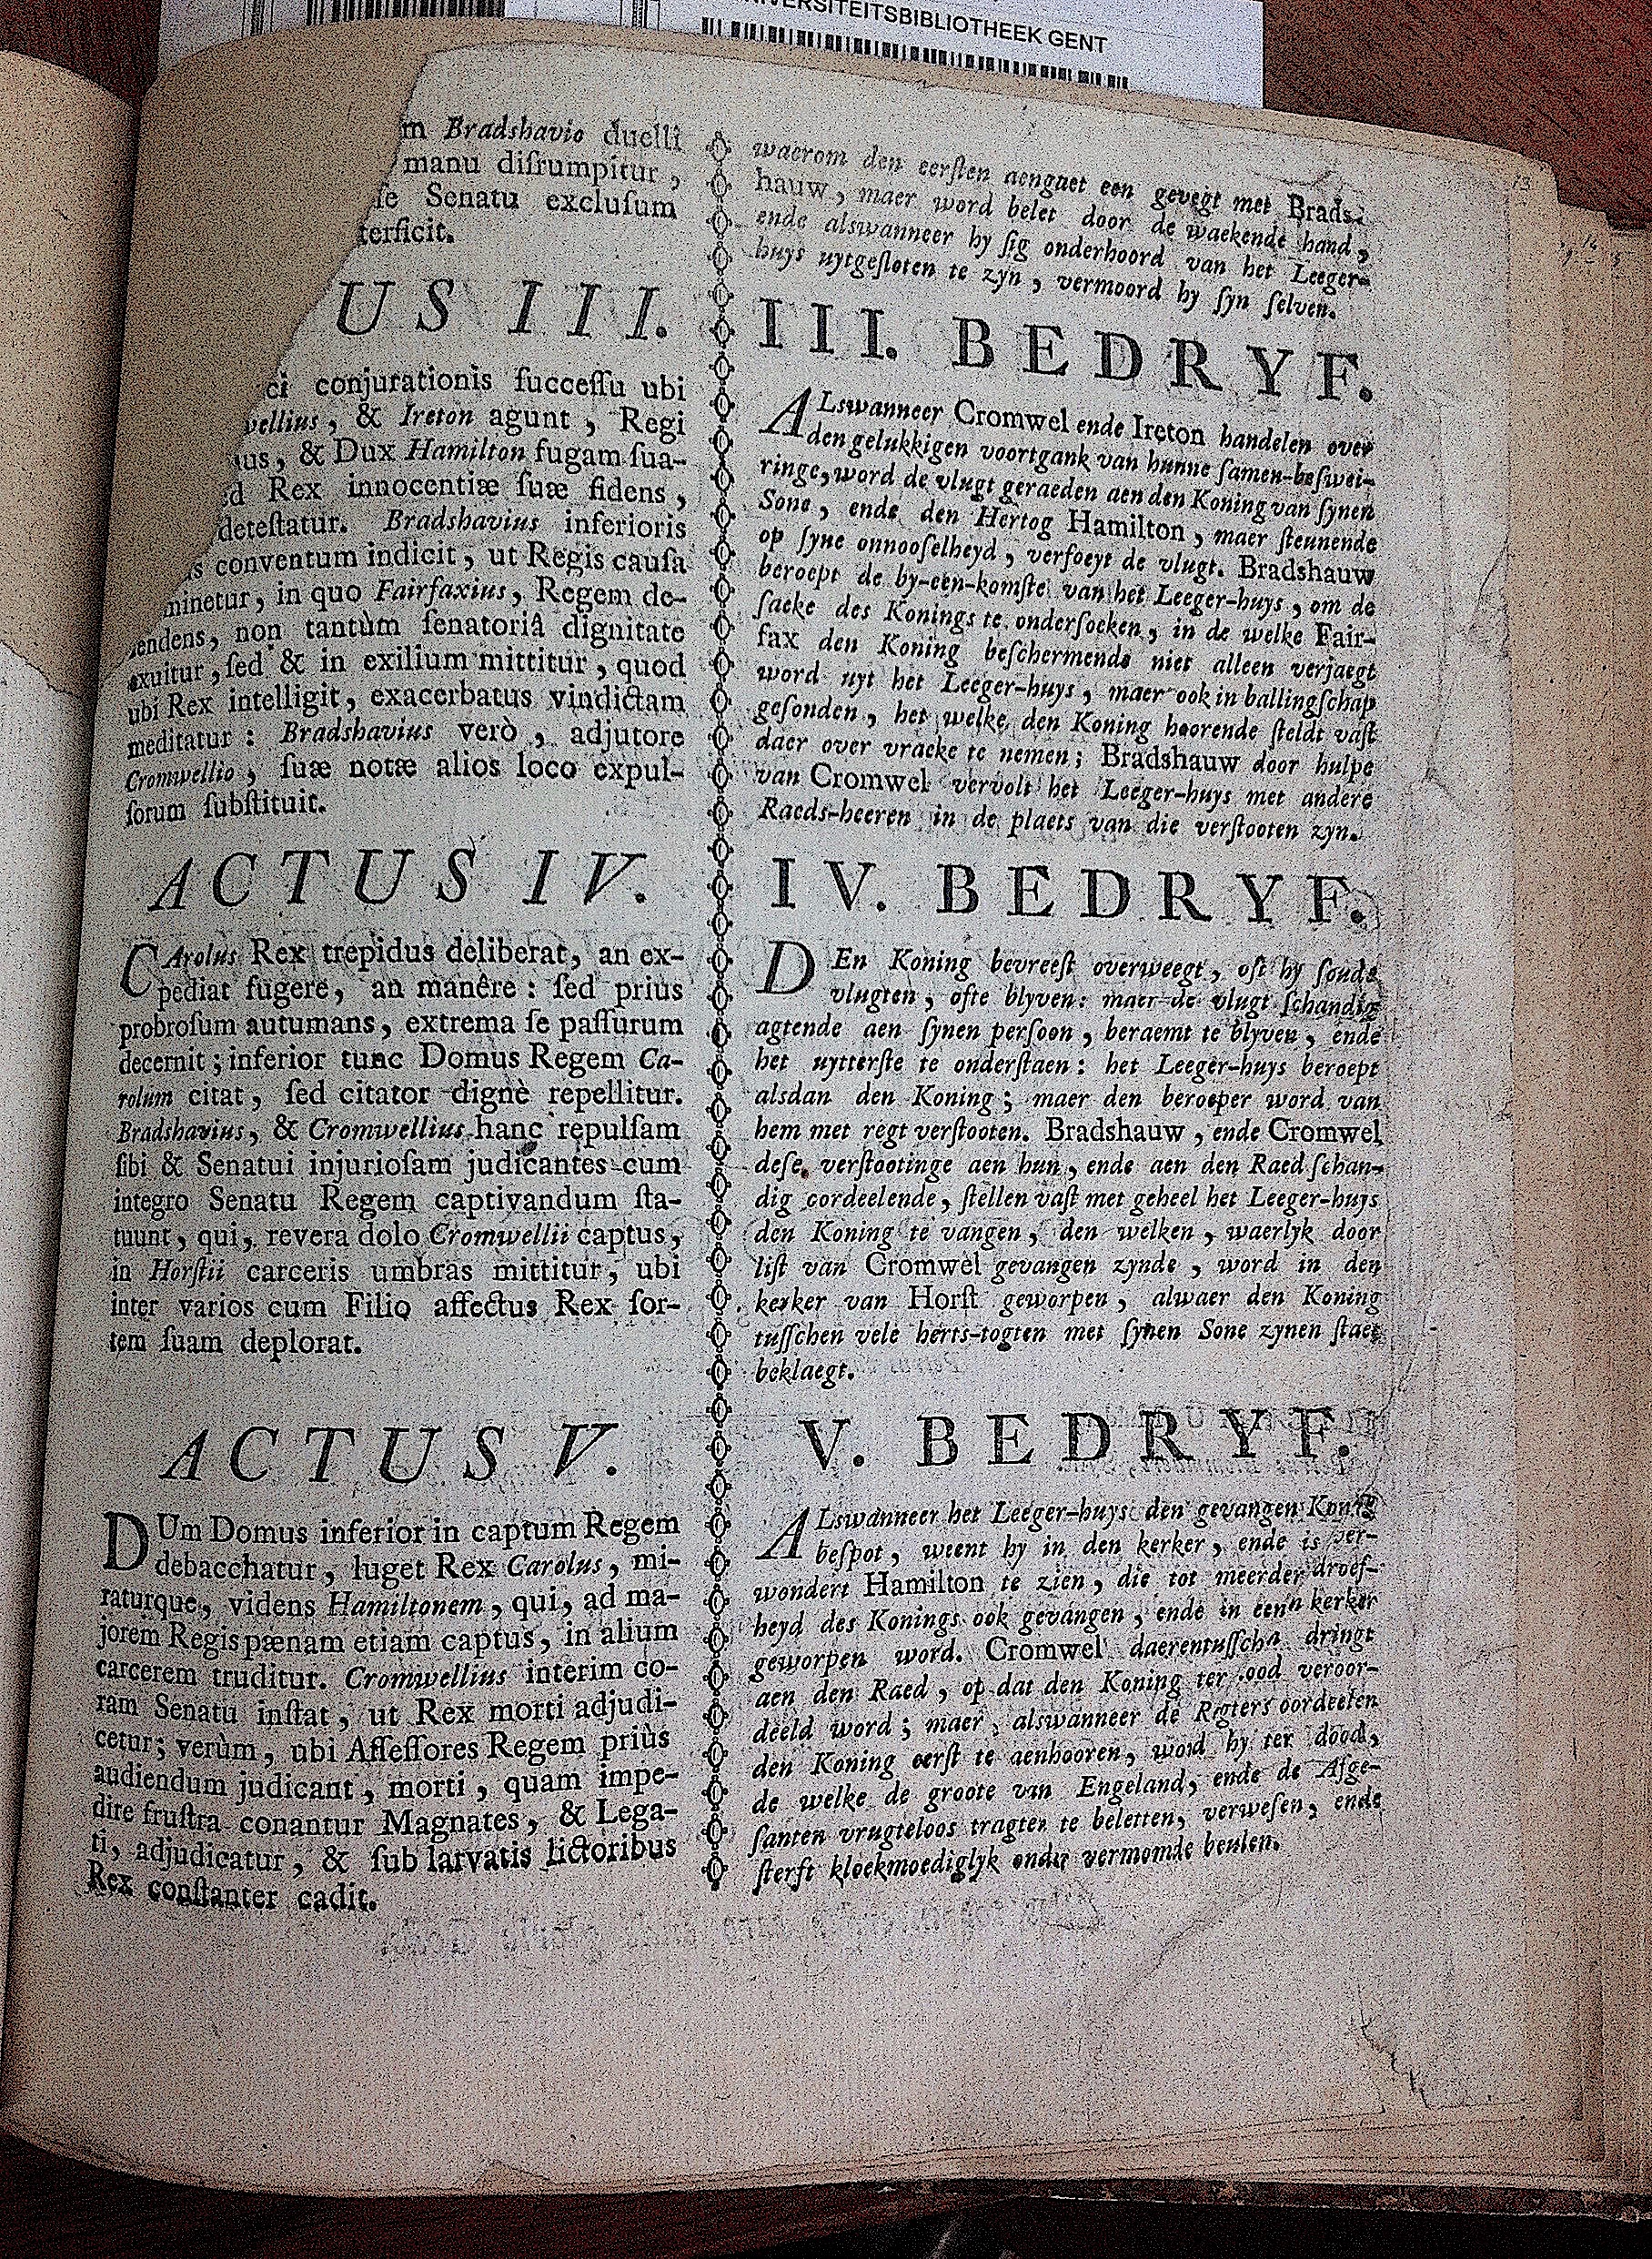 NIVERSITEITSBIBLIOTHEEK GENT
13
m Bradshavio duelli
manu diſrumpitur,
ſe Senatu excluſum
terficit.
US III.
ci conjurationis ſucceſſu ubi
vellius, & Ireton agunt, Regi
ius, & Dux Hamilton fugam ſua-
ed Rex innocentiæ ſuæ fidens,
deteſtatur. Bradshavius inferioris
is conventum indicit, ut Regis cauſa
minetur, in quo Fairfaxius, Regem de-
endens, non tantùm ſenatoriâ dignitate
exuitur, ſed & in exilium mittitur, quod
ubi Rex intelligit, exacerbatus vindictam
meditatur: Bradshavius verò, adjutore
Cromwellio, ſuæ notæ alios loco expul-
ſorum ſubſtituit.
ACTUS IV.
CArolus Rex trepidus deliberat, an ex-
pediat fugere, an manêre: ſed prius
probroſum autumans, extrema ſe paſſurum
decernit; inferior tunc Domus Regem Ca-
rolum citat, ſed citator dignè repellitur.
Bradshavius, & Cromwellius hanc repulſam
ſibi & Senatui injurioſam judicantes cum
integro Senatu Regem captivandum ſta-
tuunt, qui, revera dolo Cromwellii captus,
in Horſtii carceris umbras mittitur, ubi
inter varios cum Filio affectus Rex ſor-
tem ſuam deplorat.
ACTUS V.
DUm Domus inferior in captum Regem
debacchatur, luget Rex Carolus, mi-
raturque, videns Hamiltonem, qui, ad ma-
jorem Regis pænam etiam captus, in alium
carcerem truditur. Cromwellius interim co-
ram Senatu inſtat, ut Rex morti adjudi-
cetur; verùm, ubi Aſſeſſores Regem priùs
audiendum judicant, morti, quam impe-
dire fruſtra conantur Magnates, & Lega-
ti, adjudicatur, & ſub larvatis lictoribus
Rex conſtanter cadit.
waerom den eerſten aengaet een gevegt met Brads-
hauw, maer word belet door de waekende hand,
ende alswanneer hy ſig onderhoord van het Leeger-
huys uytgeſloten te zyn, vermoord hy ſyn ſelven.
III. BEDRYF.
ALswanneer Cromwel ende Ireton handelen over
den gelukkigen voortgank van hunne ſamen-beſwei-
ringe, word de vlugt geraeden aen den Koning van ſynen
Sone, ende den Hertog Hamilton, maer ſteunende
op ſyne onnooſelheyd, verfoeyt de vlugt. Bradshauw
beroept de by-een-komſte van het Leeger-huys, om de
ſaeke des Konings te onderſoeken, in de welke Fair-
fax den Koning beſchermende niet alleen verjaegt
word uyt het Leeger-huys, maer ook in ballingſchap
geſonden, het welke den Koning hoorende ſteldt vaſt
daer over vraeke te nemen; Bradshauw door hulpe
van Cromwel vervolt het Leeger-huys met andere
Raeds-heeren in de plaets van die verſtooten zyn.
IV. BEDRYF.
DEn Koning bevreeſt overweegt, oft hy ſoude
vlugten, ofte blyven: maer de vlugt ſchandig
agtende aen ſynen perſoon, beraemt te blyven, ende
het uytterſte te onderſtaen: het Leeger-huys beroept
alsdan den Koning; maer den beroeper word van
hem met regt verſtooten. Bradshauw, ende Cromwel
deſe verſtootinge aen hun, ende aen den Raed ſchan-
dig oordeelende, ſtellen vaſt met geheel het Leeger-huys
den Koning te vangen, den welken, waerlyk door
liſt van Cromwel gevangen zynde, word in den
kerker van Horſt geworpen, alwaer den Koning
tuſſchen vele herts-togten met ſynen Sone zynen ſtaet
beklaegt.
V. BEDRYF.
ALswanneer het Leeger-huys den gevangen Koning
beſpot, weent hy in den kerker, ende is ver-
wondert Hamilton te zien, die tot meerder droef-
heyd des Konings ook gevangen, ende in een kerker
geworpen word. Cromwel daerentuſſchen dringt
aen den Raed, op dat den Koning ter dood veroor-
deeld word; maer, alswanneer de Regters oordeelen
den Koning eerſt te aenhooren, word hy ter dood,
de welke de groote van Engeland, ende de Afge-
ſanten vrugteloos tragten te beletten, verweſen, ende
ſterft kloekmoediglyk onder vermomde beulen.